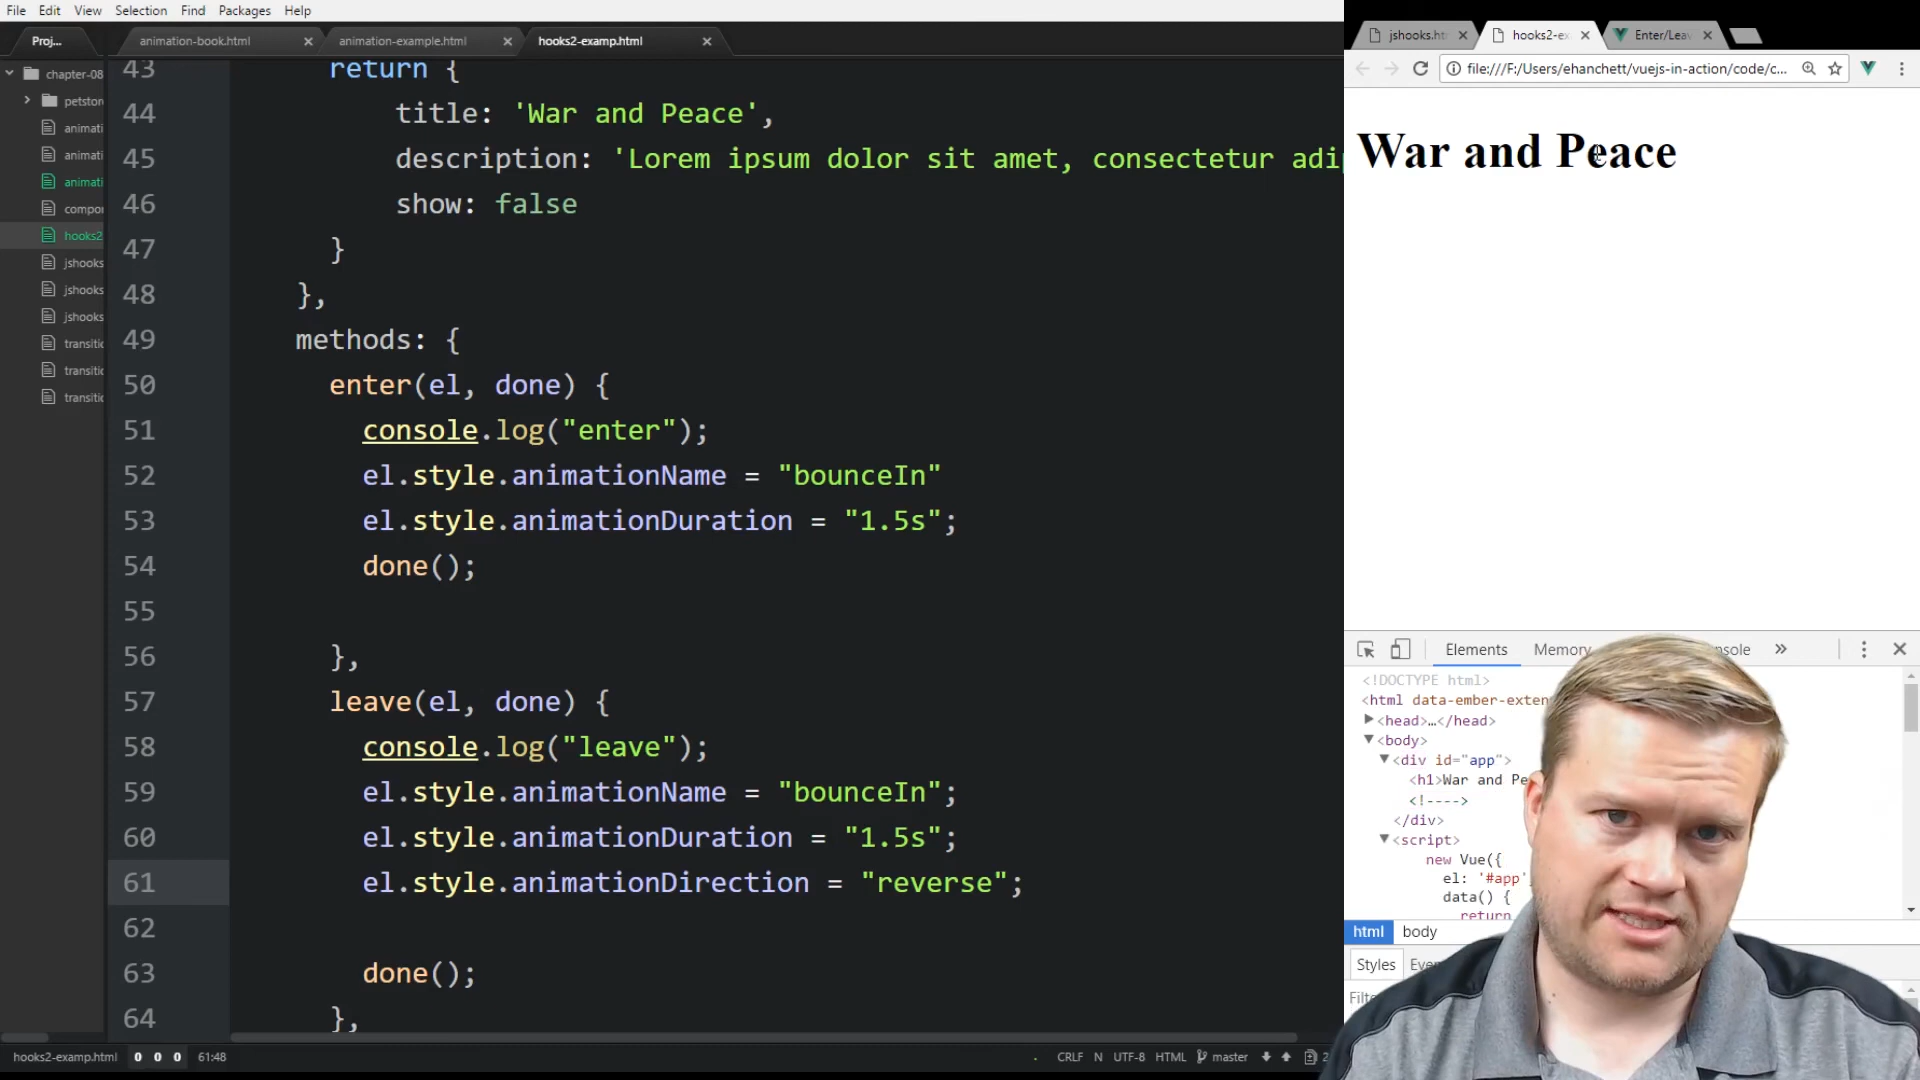 File Edit View Selection Find Packages Help
Proj... animation-book.html animation-example.html hooks2-examp.html
chapter-08
petstor
animati
animati
animati
compor
hooks2
jshooks
jshooks
jshooks
transiti
transiti
transiti
43 return {
44 title: 'War and Peace',
45 description: 'Lorem ipsum dolor sit amet, consectetur adip
46 show: false
47 }
48 },
49 methods: {
50 enter(el, done) {
51 console.log("enter");
52 el.style.animationName = "bounceIn"
53 el.style.animationDuration = "1.5s";
54 done();
55
56 },
57 leave(el, done) {
58 console.log("leave");
59 el.style.animationName = "bounceIn";
60 el.style.animationDuration = "1.5s";
61 el.style.animationDirection = "reverse";
62
63 done();
64 },
hooks2-examp.html 0 0 0 61:48 CRLF N UTF-8 HTML master 2
jshooks.ht hooks2-ex Enter/Leav
file:///F:/Users/ehanchett/vuejs-in-action/code/c...
War and Peace
Elements Memory nsole »
<!DOCTYPE html>
<html data-ember-exten
<head>…</head>
<body>
<div id="app">
<h1>War and Pe
<!---->
</div>
<script>
new Vue({
el: '#app'
data() {
return
html body
Styles Eve
Filte